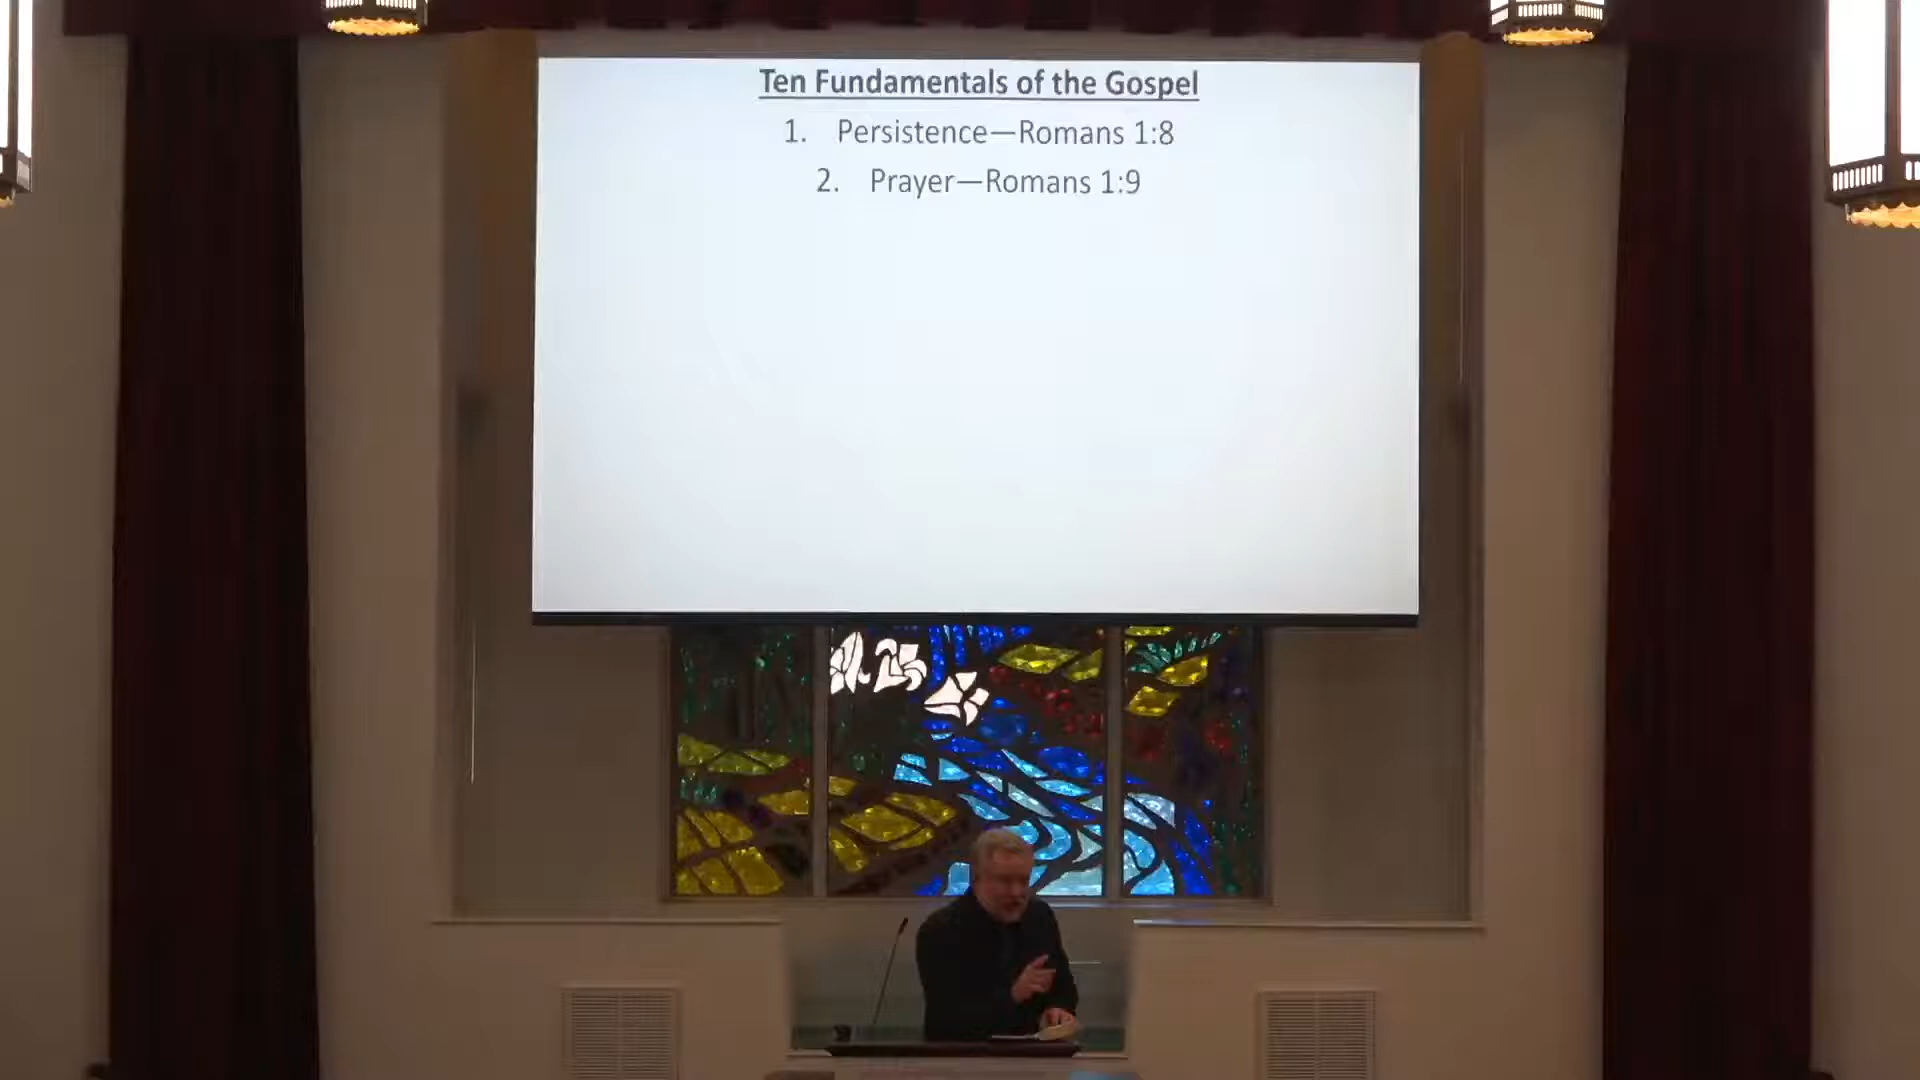 Ten Fundamentals of the Gospel
1. Persistence—Romans 1:8
2. Prayer—Romans 1:9